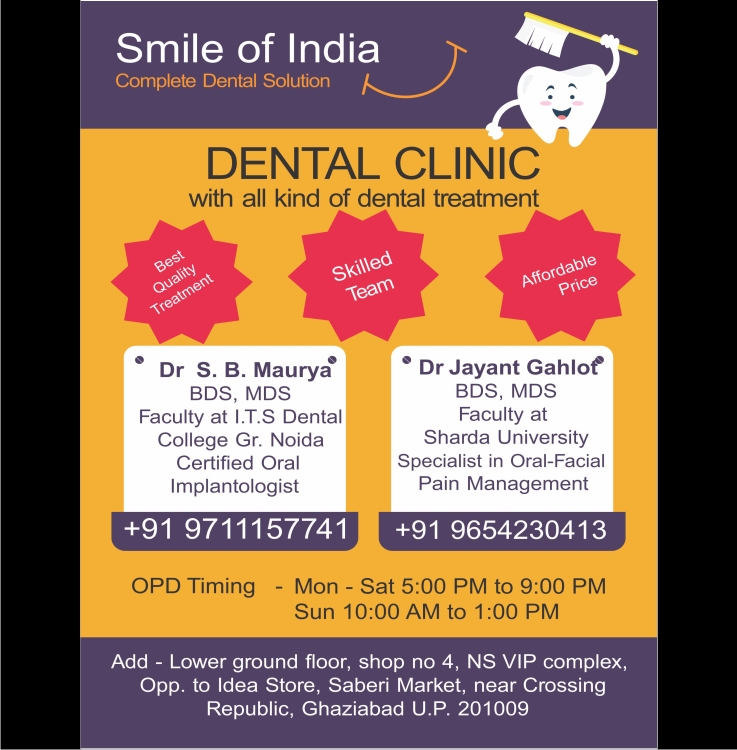 Smile of India
Complete Dental Solution
DENTAL CLINIC
with all kind of dental treatment
Best
Quality
Treatment
Skilled
Team
Affordable
Price
Dr S. B. Maurya
BDS, MDS
Faculty at I.T.S Dental
College Gr. Noida
Certified Oral
Implantologist
+91 9711157741
Dr Jayant Gahlot
BDS, MDS
Faculty at
Sharda University
Specialist in Oral-Facial
Pain Management
+91 9654230413
OPD Timing - Mon - Sat 5:00 PM to 9:00 PM
Sun 10:00 AM to 1:00 PM
Add - Lower ground floor, shop no 4, NS VIP complex,
Opp. to Idea Store, Saberi Market, near Crossing
Republic, Ghaziabad U.P. 201009